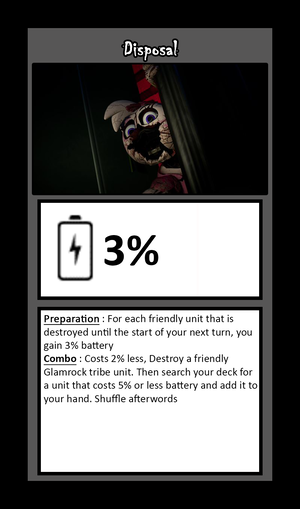 Disposal
3%
Preparation : For each friendly unit that is
destroyed until the start of your next turn, you
gain 3% battery
Combo : Costs 2% less, Destroy a friendly
Glamrock tribe unit. Then search your deck for
a unit that costs 5% or less battery and add it to
your hand. Shuffle afterwords